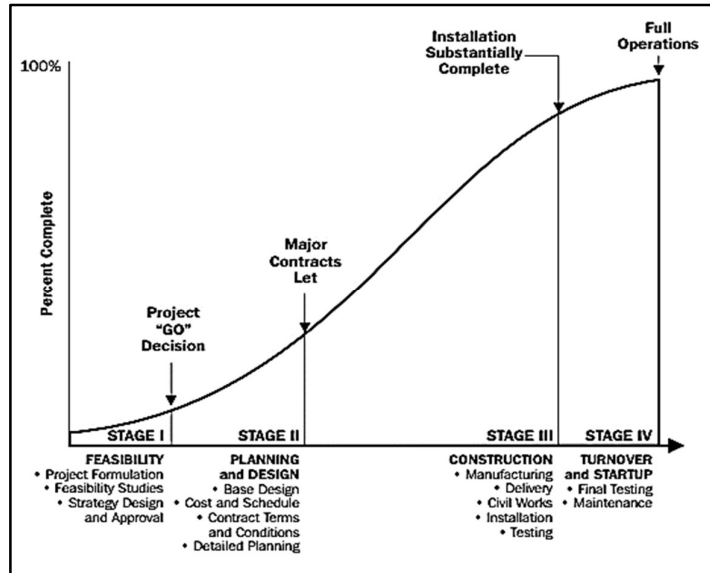 Full
Operations
Installation
Substantially
Complete
100%
Percent Complete
Major
Contracts
Let
Project
"GO"
Decision
STAGE I
STAGE II
STAGE III
STAGE IV
FEASIBILITY
• Project Formulation
• Feasibility Studies
• Strategy Design
and Approval
PLANNING
and DESIGN
• Base Design
• Cost and Schedule
• Contract Terms
and Conditions
• Detailed Planning
CONSTRUCTION
• Manufacturing
• Delivery
• Civil Works
• Installation
• Testing
TURNOVER
and STARTUP
• Final Testing
• Maintenance